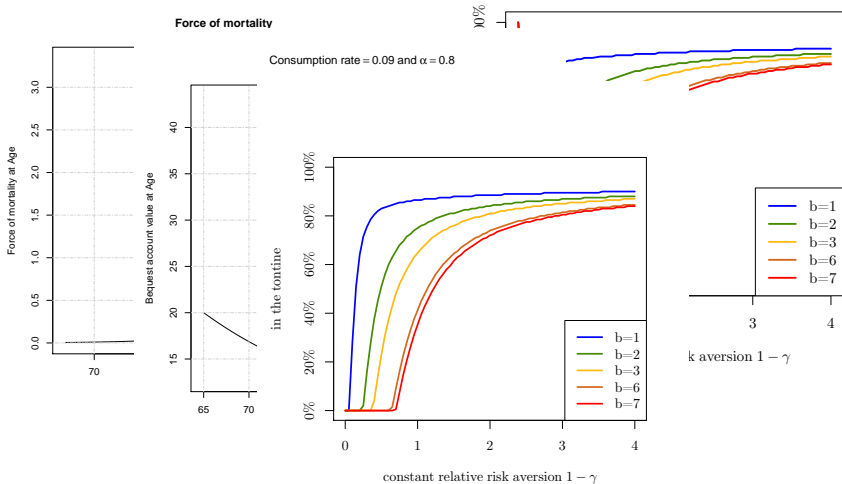 Force of mortality
Consumption rate = 0.09 and α = 0.8
Force of mortality at Age
3.0
2.5
2.0
1.5
1.0
0.5
0.0
70
Bequest account value at Age
40
35
30
25
20
15
65
70
in the tontine
100%
80%
60%
40%
20%
0%
0
1
2
3
4
constant relative risk aversion 1 − γ
b=1
b=2
b=3
b=6
b=7
b=1
b=2
b=3
b=6
b=7
3
4
aversion 1 − γ